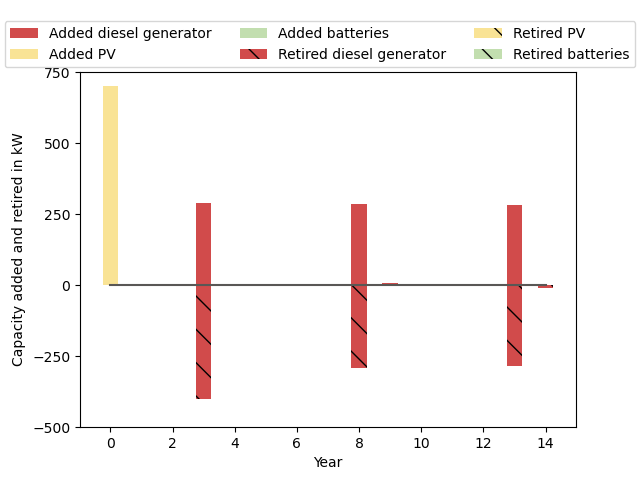 Added diesel generator
Added PV
Added batteries
Retired diesel generator
Retired PV
Retired batteries
750
500
250
0
−250
−500
Capacity added and retired in kW
0 2 4 6 8 10 12 14
Year